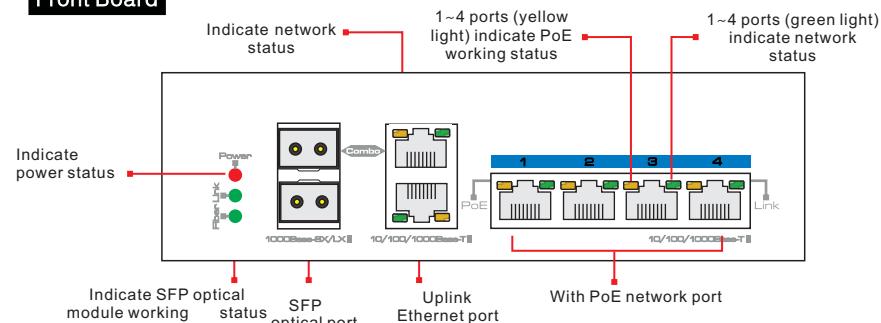 Front Board
Indicate network
status
1~4 ports (yellow
light) indicate PoE
working status
1~4 ports (green light)
indicate network
status
Indicate
power status
Power
Fiber Link
Combo
1 2 3 4
PoE
Link
1000Base-SX/LX
10/100/1000Base-T
10/100/1000Base-T
Indicate SFP optical
module working status
SFP
optical port
Uplink
Ethernet port
With PoE network port